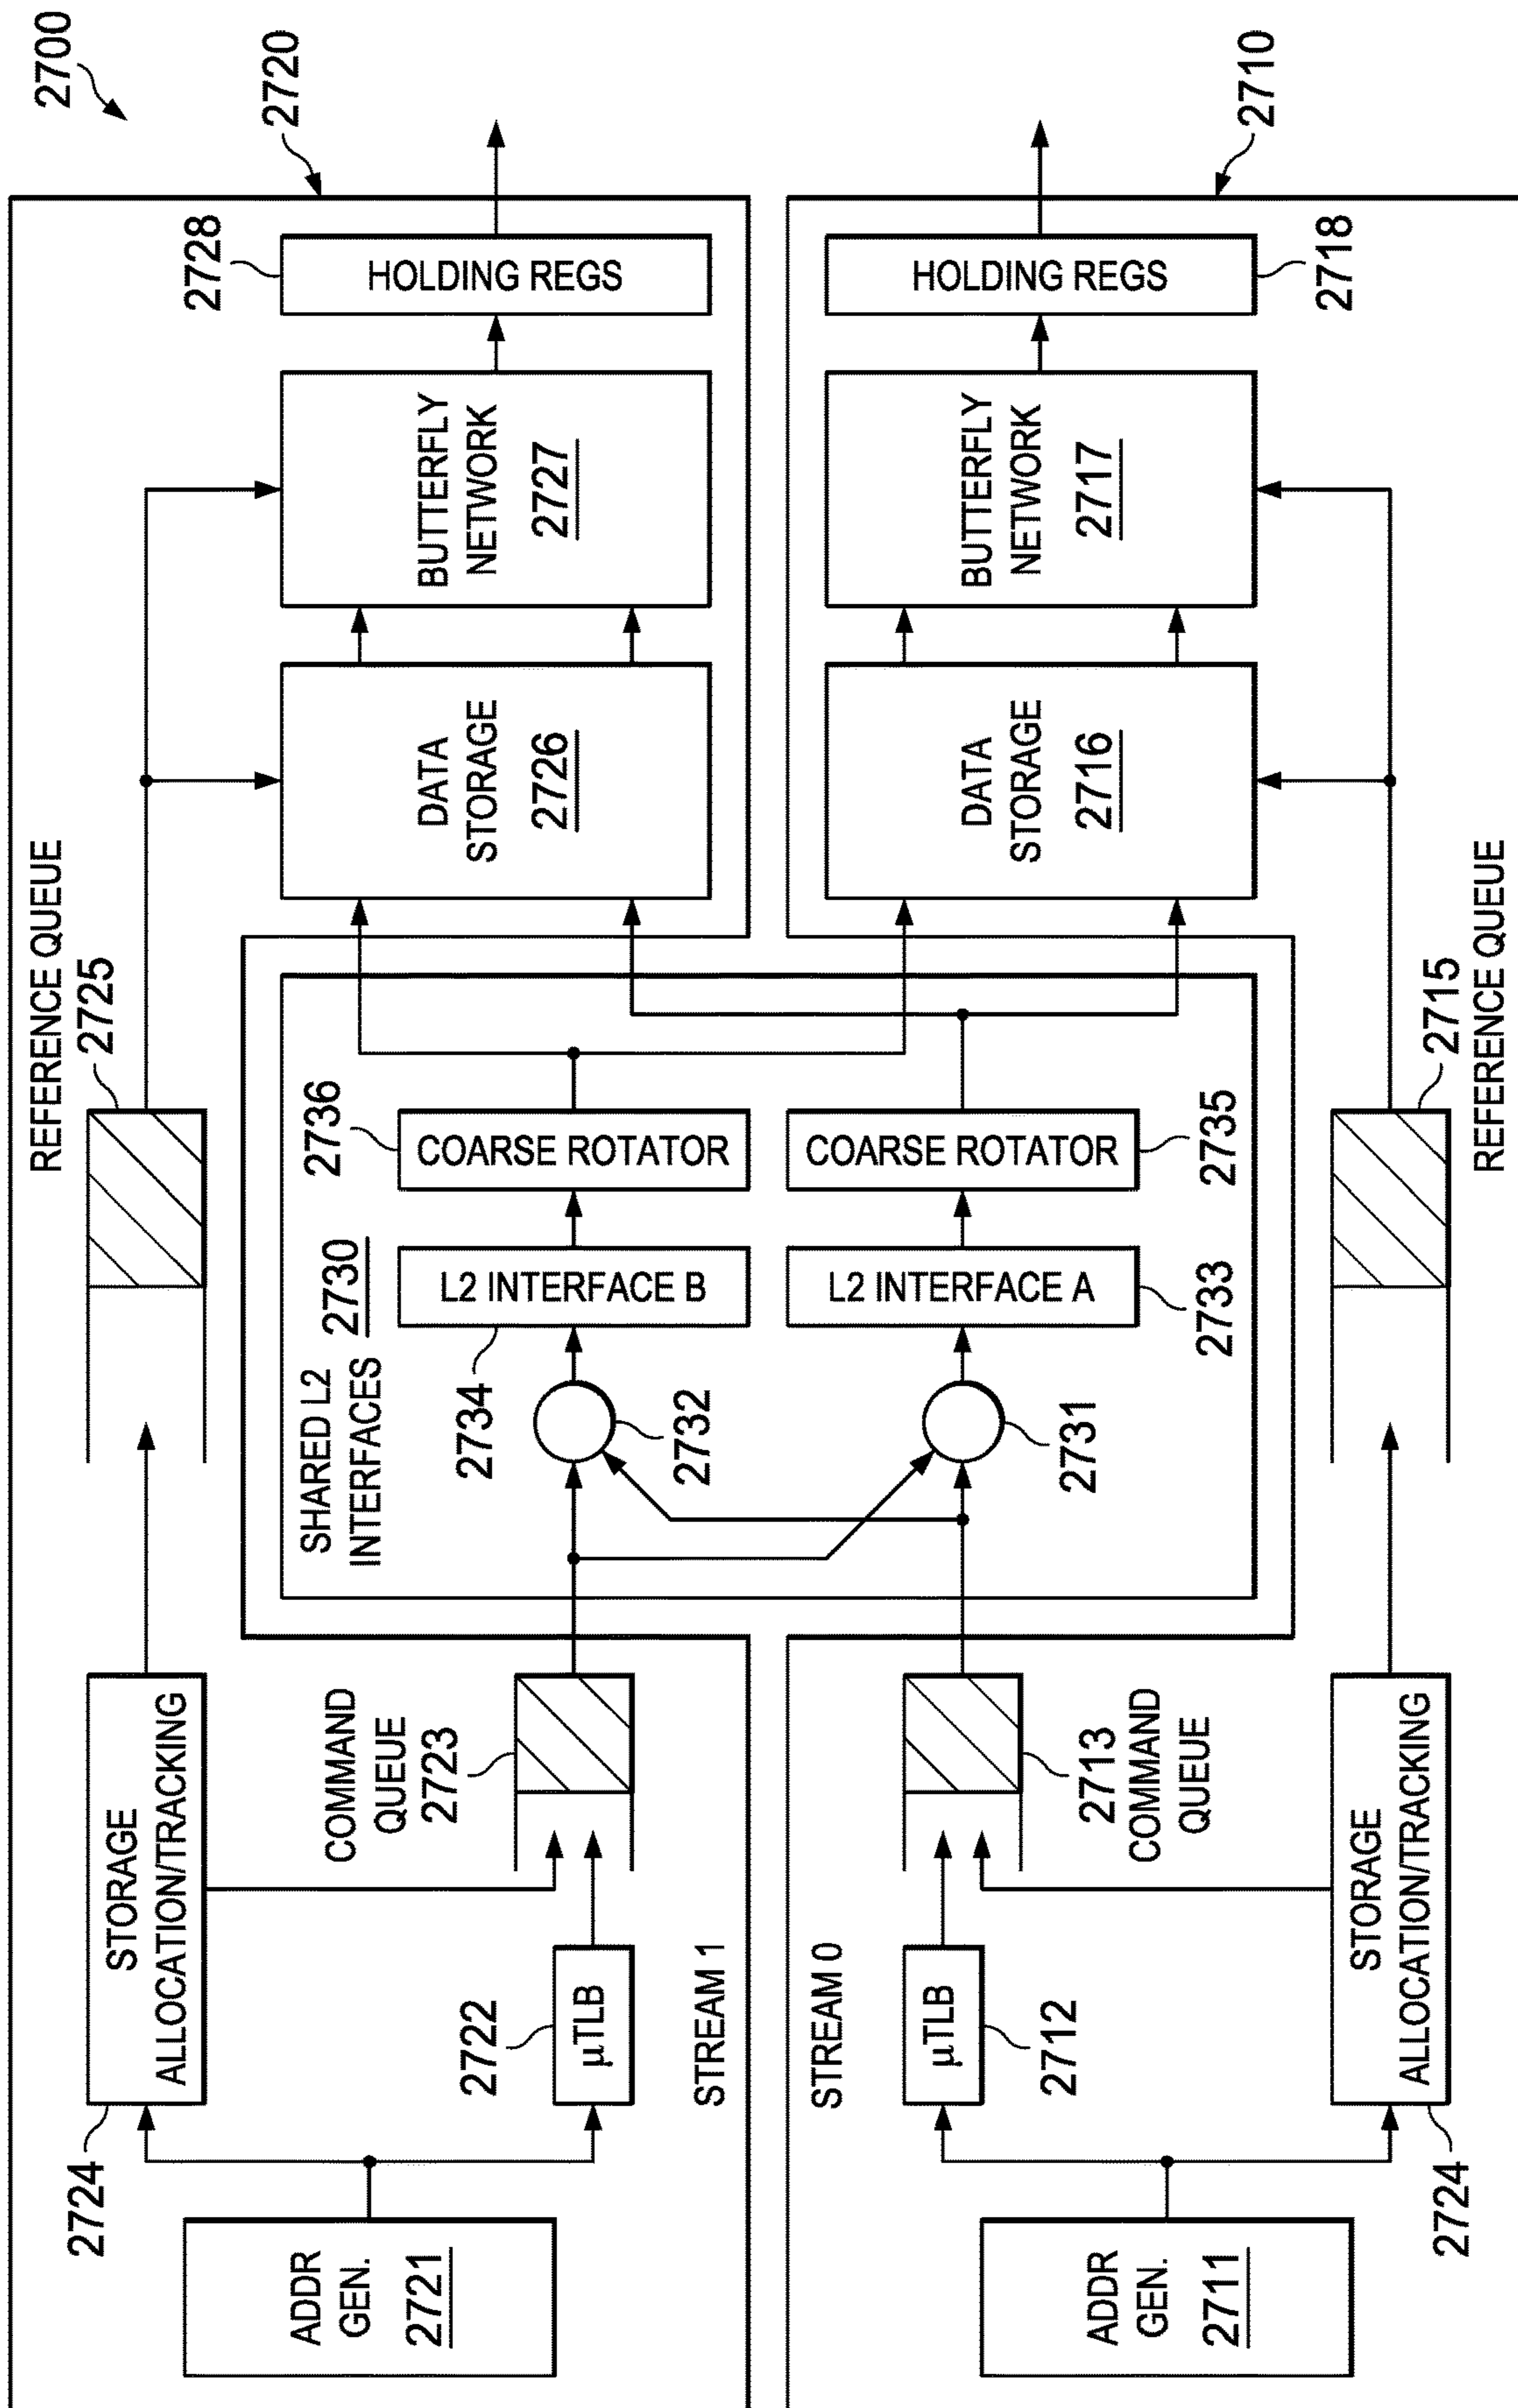 2700
2720
2710
REFERENCE QUEUE
2725
STORAGE
ALLOCATION/TRACKING
2724
ADDR
GEN.
2721
2722
µTLB
STREAM 1
COMMAND
QUEUE
2723
SHARED L2
INTERFACES
2730
2734
L2 INTERFACE B
2732
2736
COARSE ROTATOR
DATA
STORAGE
2726
BUTTERFLY
NETWORK
2727
2728
HOLDING REGS
STREAM 0
ADDR
GEN.
2711
µTLB
2712
2713
COMMAND
QUEUE
2731
L2 INTERFACE A
2733
COARSE ROTATOR
2735
DATA
STORAGE
2716
BUTTERFLY
NETWORK
2717
HOLDING REGS
2718
STORAGE
ALLOCATION/TRACKING
2724
2715
REFERENCE QUEUE